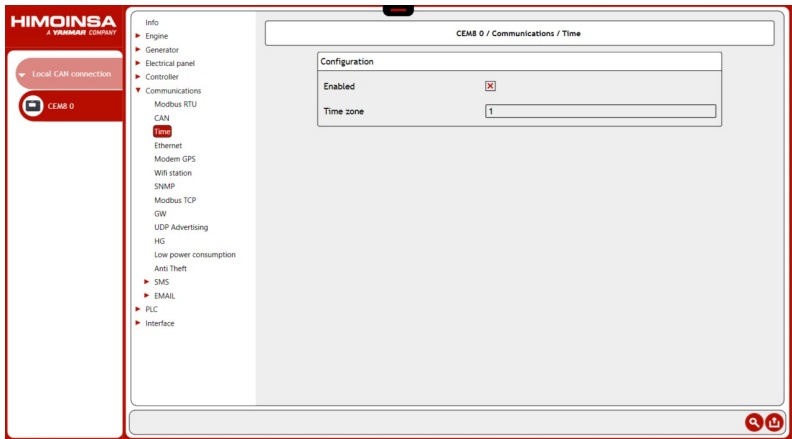 HIMOINSA
A YANMAR COMPANY
Local CAN connection
CEM8 0
Info
Engine
Generator
Electrical panel
Controller
Communications
Modbus RTU
CAN
Time
Ethernet
Modem GPS
Wifi station
SNMP
Modbus TCP
GW
UDP Advertising
HG
Low power consumption
Anti Theft
SMS
EMAIL
PLC
Interface
CEM8 0 / Communications / Time
Configuration
Enabled
Time zone
1